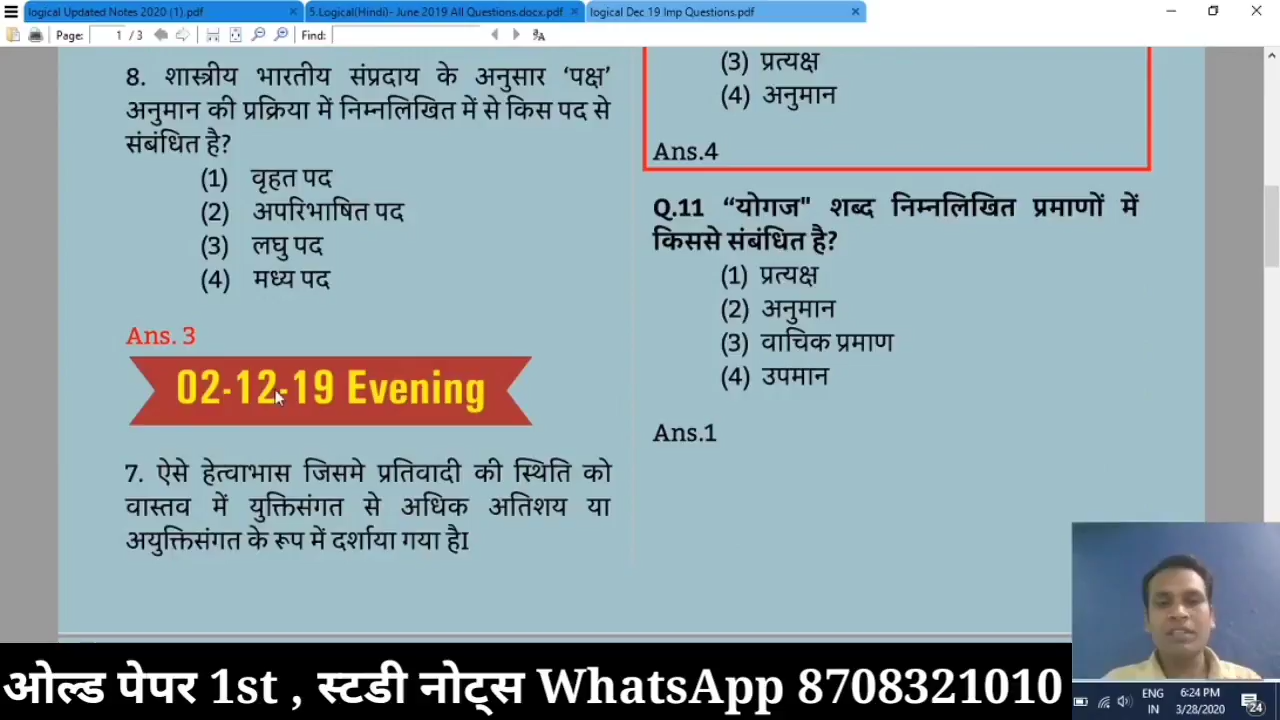 logical Updated Notes 2020 (1).pdf
5.Logical(Hindi)- June 2019 All Questions.docx.pdf
logical Dec 19 Imp Questions.pdf
Page: 1 / 3
Find:
8. शास्त्रीय भारतीय संप्रदाय के अनुसार ‘पक्ष’
अनुमान की प्रक्रिया में निम्नलिखित में से किस पद से
संबंधित है?
(1) वृहत पद
(2) अपरिभाषित पद
(3) लघु पद
(4) मध्य पद
Ans. 3
02-12-19 Evening
7. ऐसे हेत्वाभास जिसमे प्रतिवादी की स्थिति को
वास्तव में युक्तिसंगत से अधिक अतिशय या
अयुक्तिसंगत के रूप में दर्शाया गया हैI
(3) प्रत्यक्ष
(4) अनुमान
Ans.4
Q.11 “योगज" शब्द निम्नलिखित प्रमाणों में
किससे संबंधित है?
(1) प्रत्यक्ष
(2) अनुमान
(3) वाचिक प्रमाण
(4) उपमान
Ans.1
ओल्ड पेपर 1st , स्टडी नोट्स WhatsApp 8708321010
ENG
IN
6:24 PM
3/28/2020
24